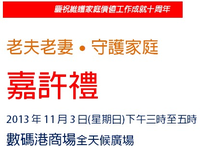 慶祝維護家庭價值工作成就十周年
老夫老妻•守護家庭
嘉許禮
2013年11月3日(星期日)下午三時至五時
數碼港商場全天候廣場